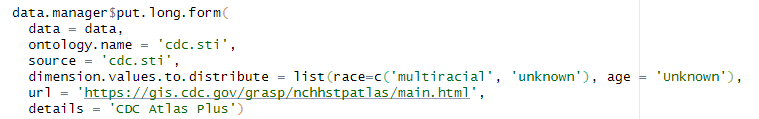 data.manager$put.long.form(
data = data,
ontology.name = 'cdc.sti',
source = 'cdc.sti',
dimension.values.to.distribute = list(race=c('multiracial', 'unknown'), age = 'Unknown'),
url = 'https://gis.cdc.gov/grasp/nchhstpatlas/main.html',
details = 'CDC Atlas Plus')